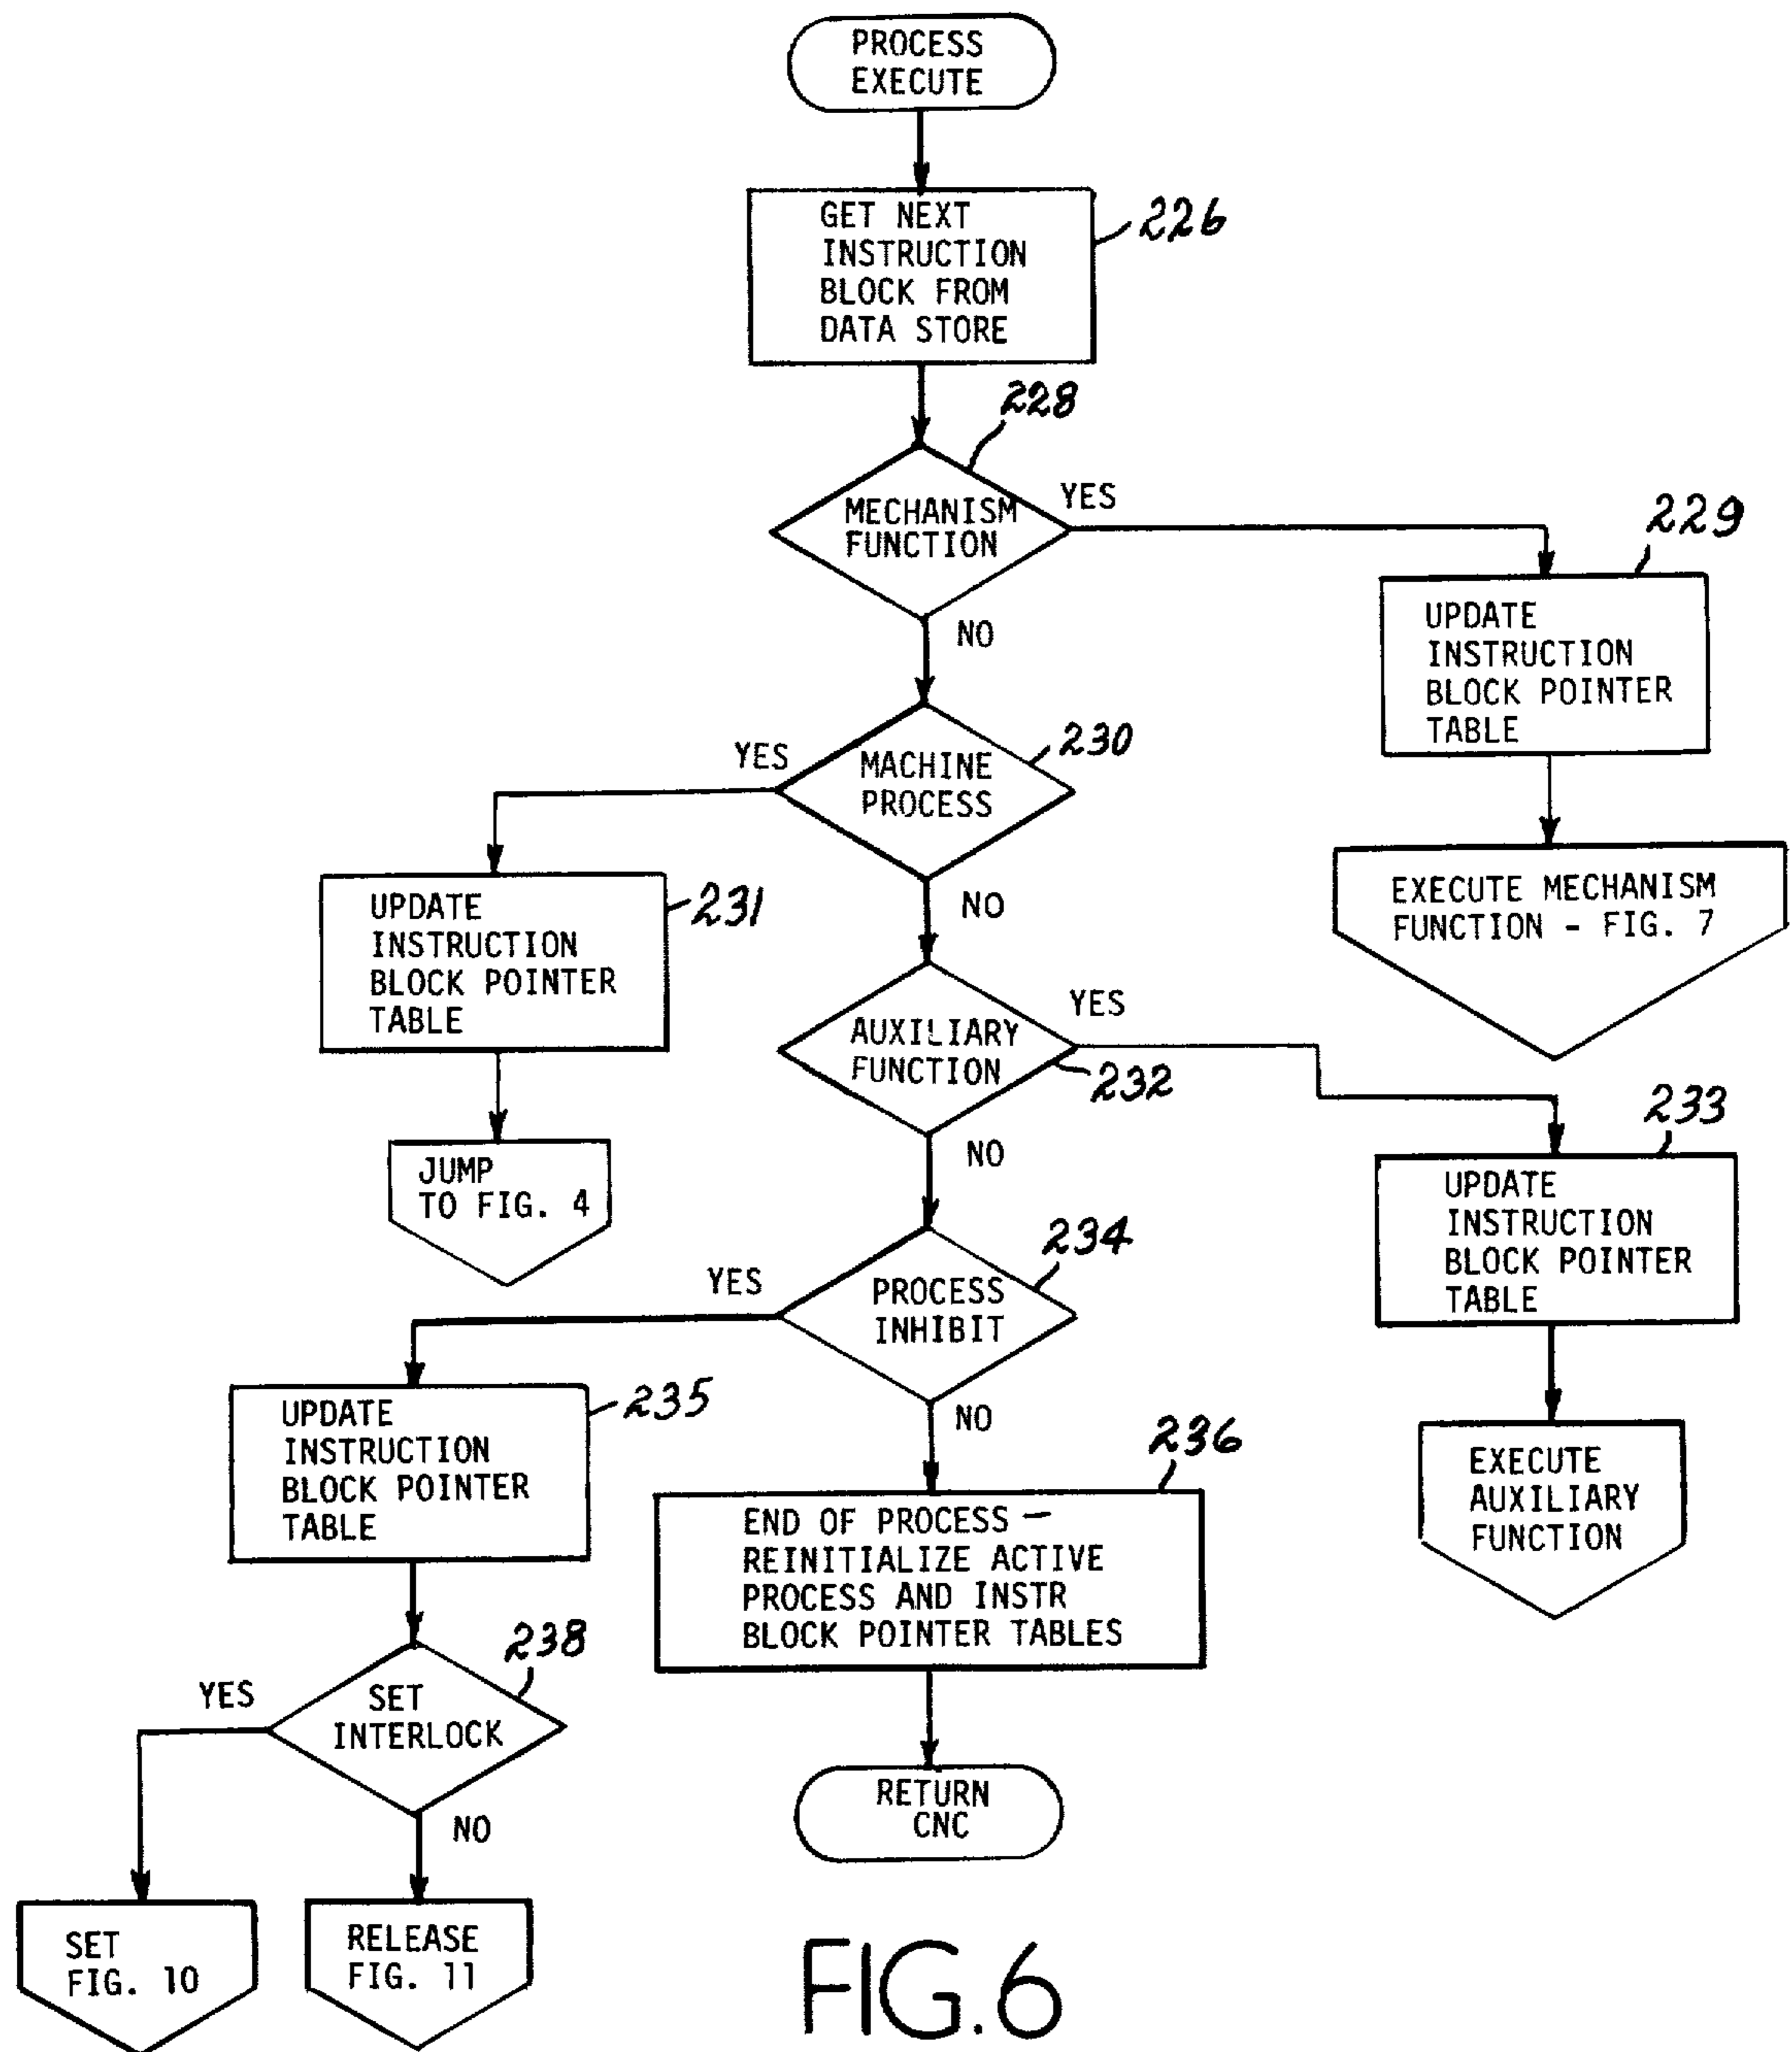 PROCESS
EXECUTE
GET NEXT
INSTRUCTION
BLOCK FROM
DATA STORE
226
228
MECHANISM
FUNCTION
YES
NO
229
UPDATE
INSTRUCTION
BLOCK POINTER
TABLE
EXECUTE MECHANISM
FUNCTION - FIG. 7
230
MACHINE
PROCESS
YES
NO
231
UPDATE
INSTRUCTION
BLOCK POINTER
TABLE
JUMP
TO FIG. 4
AUXILIARY
FUNCTION
YES
232
NO
233
UPDATE
INSTRUCTION
BLOCK POINTER
TABLE
EXECUTE
AUXILIARY
FUNCTION
234
PROCESS
INHIBIT
YES
NO
235
UPDATE
INSTRUCTION
BLOCK POINTER
TABLE
236
END OF PROCESS —
REINITIALIZE ACTIVE
PROCESS AND INSTR
BLOCK POINTER TABLES
RETURN
CNC
238
SET
INTERLOCK
YES
NO
SET
FIG. 10
RELEASE
FIG. 11
FIG.6